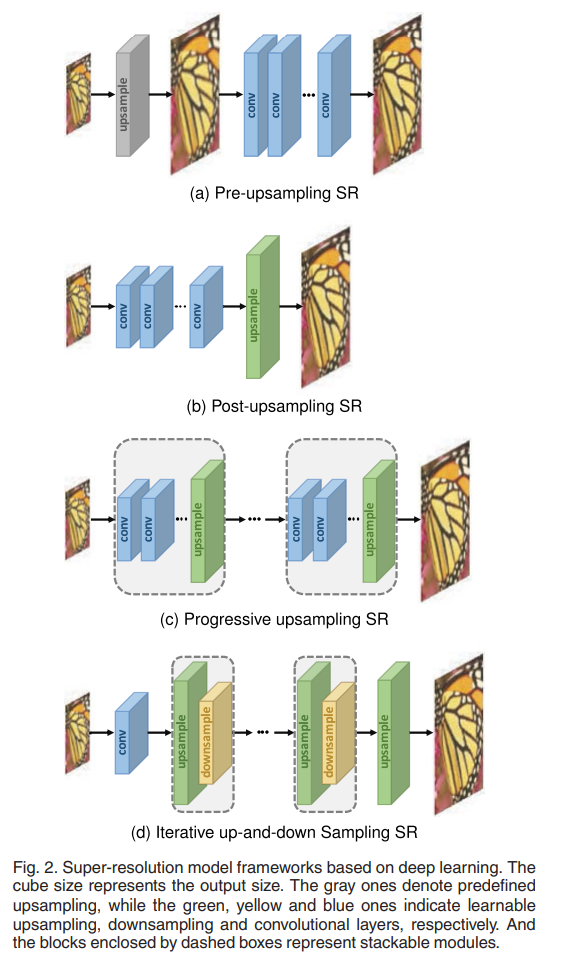 upsample
conv
conv
...
conv
(a) Pre-upsampling SR
conv
conv
...
conv
upsample
(b) Post-upsampling SR
conv
conv
...
upsample
...
conv
conv
...
upsample
(c) Progressive upsampling SR
conv
upsample
downsample
...
upsample
downsample
upsample
(d) Iterative up-and-down Sampling SR
Fig. 2. Super-resolution model frameworks based on deep learning. The
cube size represents the output size. The gray ones denote predefined
upsampling, while the green, yellow and blue ones indicate learnable
upsampling, downsampling and convolutional layers, respectively. And
the blocks enclosed by dashed boxes represent stackable modules.